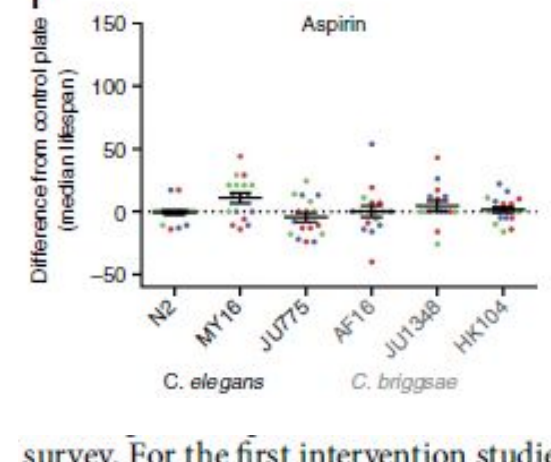 Aspirin
Difference from control plate
(median lifespan)
150
100
50
0
−50
N2
MY16
JU775
AF16
JU1348
HK104
C. elegans
C. briggsae
survey. For the first intervention studie